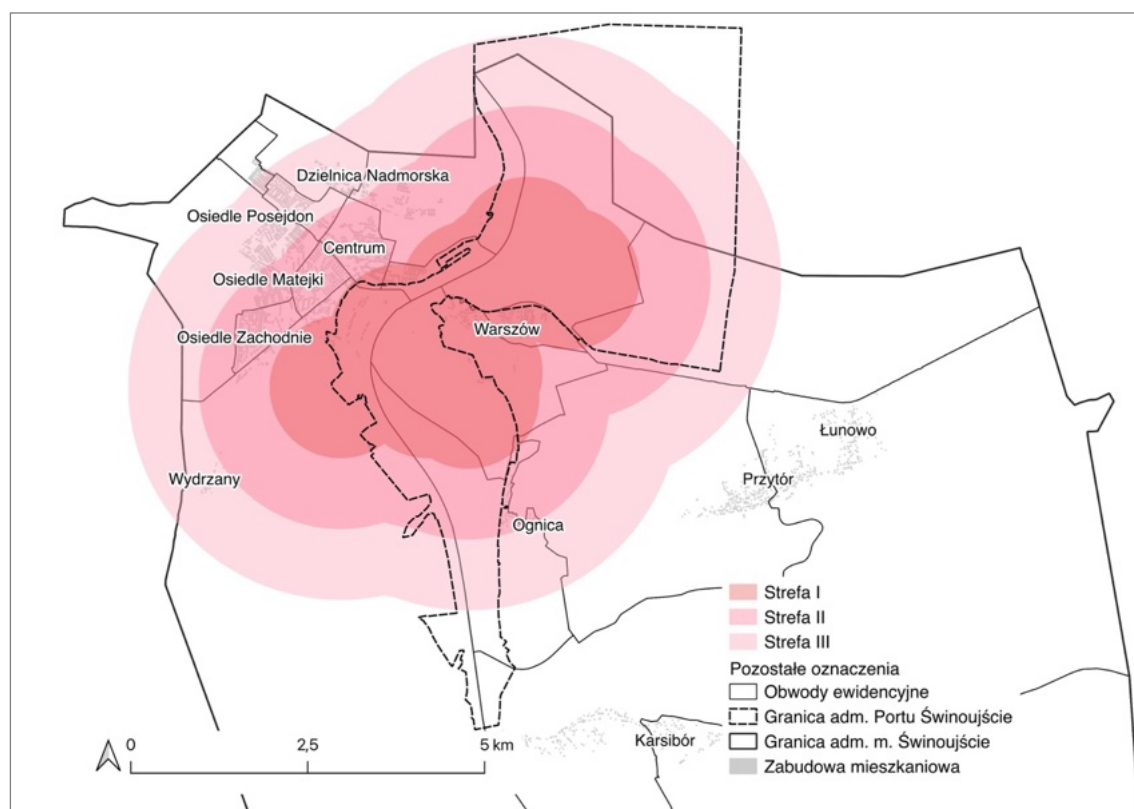 Dzielnica Nadmorska
Osiedle Posejdon
Centrum
Osiedle Matejki
Osiedle Zachodnie
Warszów
Łunowo
Wydrzany
Przytór
Ognica
Strefa I
Strefa II
Strefa III
Pozostałe oznaczenia
Obwody ewidencyjne
Granica adm. Portu Świnoujście
Granica adm. m. Świnoujście
Zabudowa mieszkaniowa
Karsibór
0 2,5 5 km